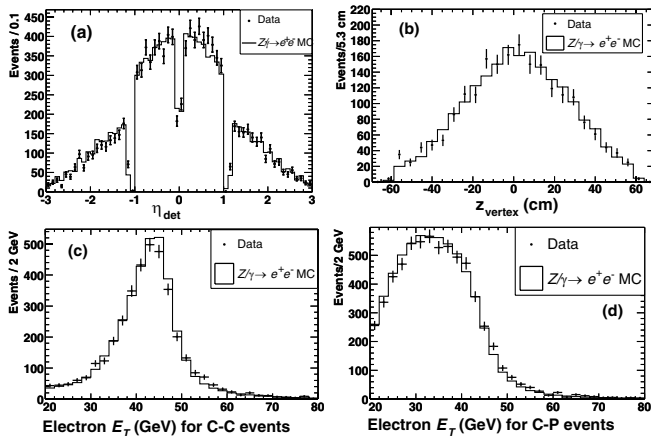 (a)
Events / 0.1
450
400
350
300
250
200
150
100
50
0
-3 -2 -1 0 1 2 3
η det
Data
Z/γ→ e+e- MC
(b)
Events/5.3 cm
220
200
180
160
140
120
100
80
60
40
20
0
-60 -40 -20 0 20 40 60
z vertex (cm)
Data
Z/γ→ e+e- MC
(c)
Events / 2 GeV
500
400
300
200
100
0
20 30 40 50 60 70 80
Electron E T (GeV) for C-C events
Data
Z/γ→ e+e- MC
(d)
Events/2 GeV
500
400
300
200
100
0
20 30 40 50 60 70 80
Electron E T (GeV) for C-P events
Data
Z/γ→ e+e- MC